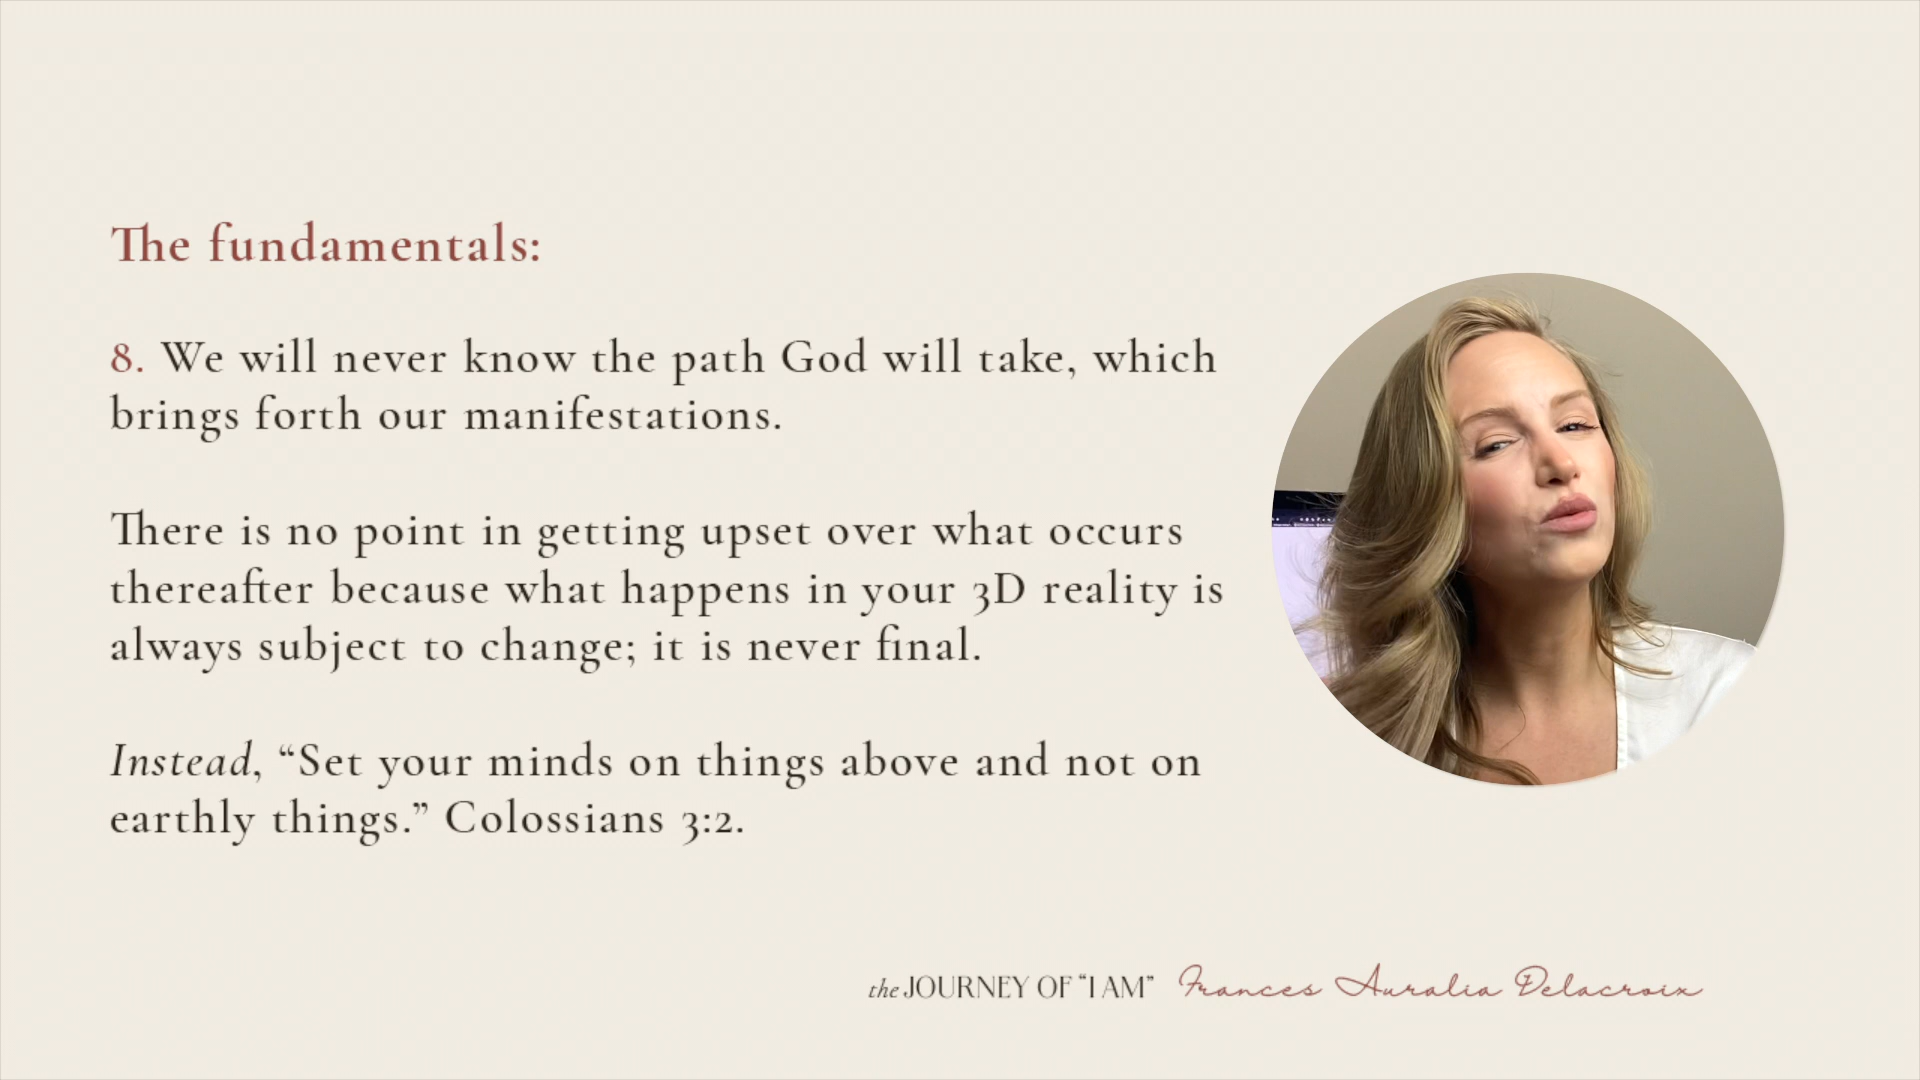 The fundamentals:
8. We will never know the path God will take, which
brings forth our manifestations.
There is no point in getting upset over what occurs
thereafter because what happens in your 3D reality is
always subject to change; it is never final.
Instead, “Set your minds on things above and not on
earthly things.” Colossians 3:2.
the JOURNEY OF “I AM” Frances Auralia Delacroix